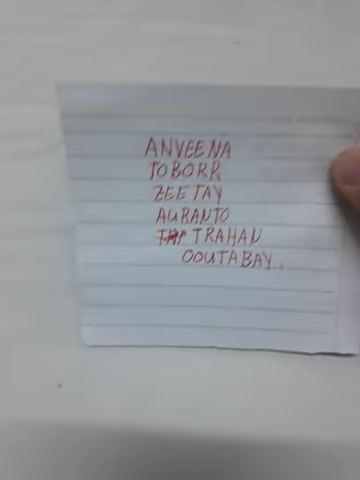 ANVEENA
JOBORR
ZEETAY
AURANTO
TRAHAN
OOUTABAY..